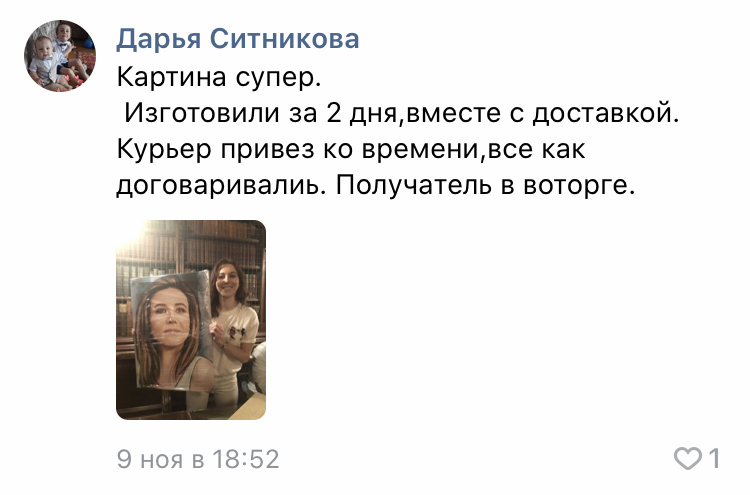 Дарья Ситникова
Картина супер.
Изготовили за 2 дня,вместе с доставкой.
Курьер привез ко времени,все как
договаривалиь. Получатель в воторге.
9 ноя в 18:52
1